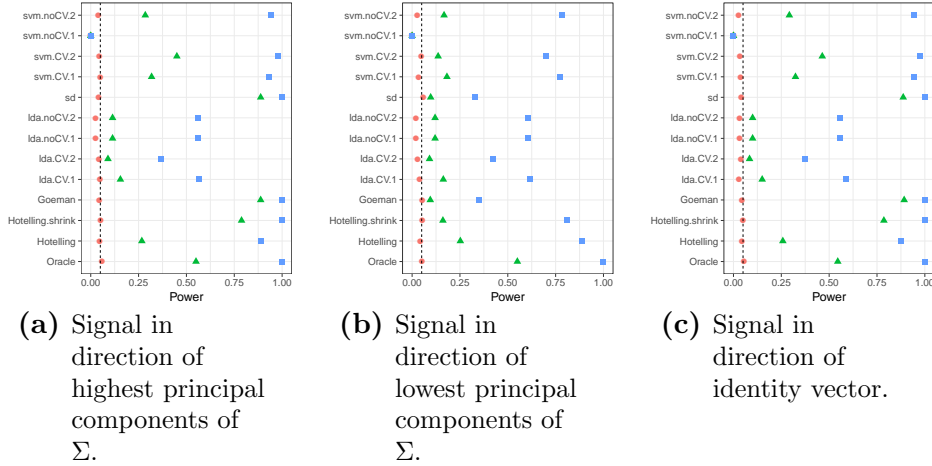 svm.noCV.2
svm.noCV.1
svm.CV.2
svm.CV.1
sd
lda.noCV.2
lda.noCV.1
lda.CV.2
lda.CV.1
Goeman
Hotelling.shrink
Hotelling
Oracle
0.00 0.25 0.50 0.75 1.00
Power
(a) Signal in
direction of
highest principal
components of
Σ.
svm.noCV.2
svm.noCV.1
svm.CV.2
svm.CV.1
sd
lda.noCV.2
lda.noCV.1
lda.CV.2
lda.CV.1
Goeman
Hotelling.shrink
Hotelling
Oracle
0.00 0.25 0.50 0.75 1.00
Power
(b) Signal in
direction of
lowest principal
components of
Σ.
svm.noCV.2
svm.noCV.1
svm.CV.2
svm.CV.1
sd
lda.noCV.2
lda.noCV.1
lda.CV.2
lda.CV.1
Goeman
Hotelling.shrink
Hotelling
Oracle
0.00 0.25 0.50 0.75 1.00
Power
(c) Signal in
direction of
identity vector.